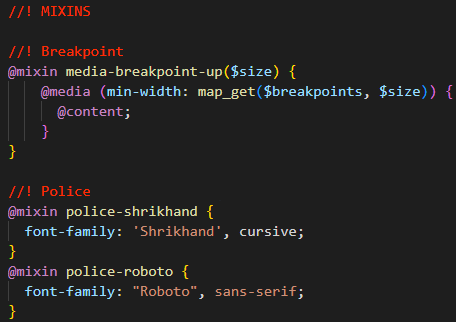 //! MIXINS
//! Breakpoint
@mixin media-breakpoint-up($size) {
@media (min-width: map_get($breakpoints, $size)) {
@content;
}
}
//! Police
@mixin police-shrikhand {
font-family: 'Shrikhand', cursive;
}
@mixin police-roboto {
font-family: "Roboto", sans-serif;
}